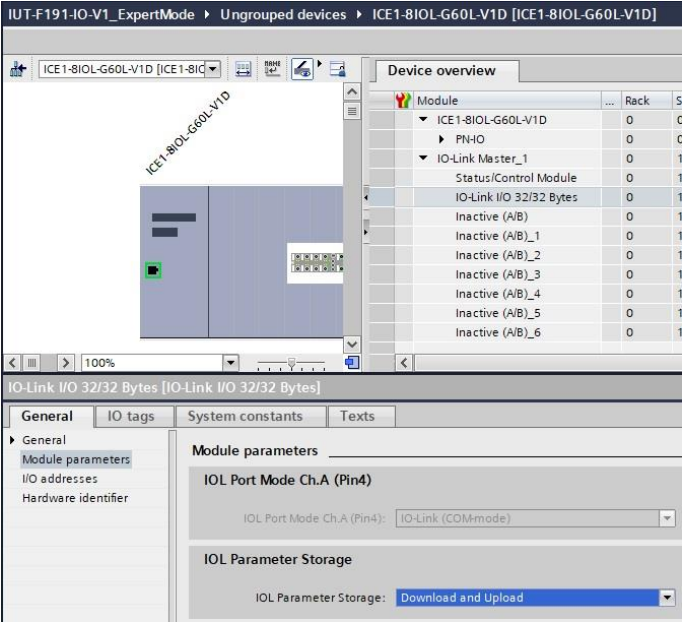 IUT-F191-IO-V1_ExpertMode ▸ Ungrouped devices ▸ ICE1-8IOL-G60L-V1D [ICE1-8IOL-G60L-V1D]
ICE1-8IOL-G60L-V1D [ICE1-8IC
Device overview
Module ... Rack S
ICE1-8IOL-G60L-V1D 0 0
PN-IO 0 0
IO-Link Master_1 0 1
Status/Control Module 0 1
IO-Link I/O 32/32 Bytes 0 1
Inactive (A/B) 0 1
Inactive (A/B)_1 0 1
Inactive (A/B)_2 0 1
Inactive (A/B)_3 0 1
Inactive (A/B)_4 0 1
Inactive (A/B)_5 0 1
Inactive (A/B)_6 0 1
ICE1-8IOL-G60L-V1D
100%
IO-Link I/O 32/32 Bytes [IO-Link I/O 32/32 Bytes]
General IO tags System constants Texts
General
Module parameters
I/O addresses
Hardware identifier
Module parameters
IOL Port Mode Ch.A (Pin4)
IOL Port Mode Ch.A (Pin4): IO-Link (COM-mode)
IOL Parameter Storage
IOL Parameter Storage: Download and Upload